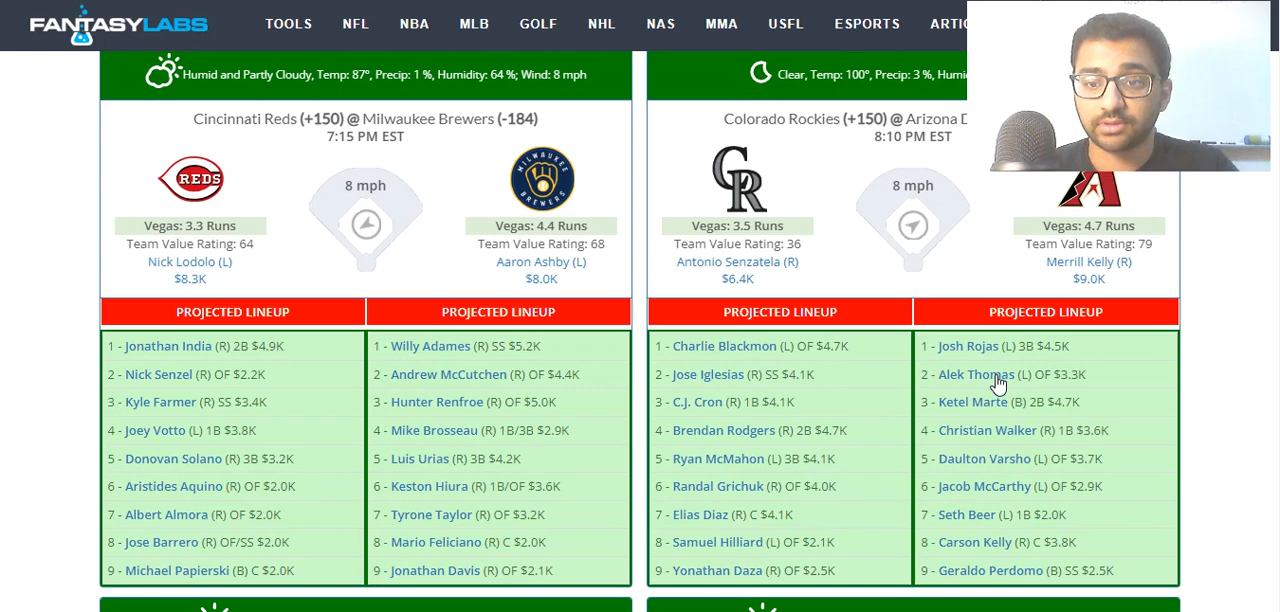 FANTASYLABS
TOOLS NFL NBA MLB GOLF NHL NAS MMA USFL ESPORTS ARTIC
Humid and Partly Cloudy, Temp: 87°, Precip: 1 %, Humidity: 64 %; Wind: 8 mph
Cincinnati Reds (+150) @ Milwaukee Brewers (-184)
7:15 PM EST
REDS
8 mph
MILWAUKEE BREWERS
Vegas: 3.3 Runs
Team Value Rating: 64
Nick Lodolo (L)
$8.3K
Vegas: 4.4 Runs
Team Value Rating: 68
Aaron Ashby (L)
$8.0K
PROJECTED LINEUP
1 - Jonathan India (R) 2B $4.9K
2 - Nick Senzel (R) OF $2.2K
3 - Kyle Farmer (R) SS $3.4K
4 - Joey Votto (L) 1B $3.8K
5 - Donovan Solano (R) 3B $3.2K
6 - Aristides Aquino (R) OF $2.0K
7 - Albert Almora (R) OF $2.0K
8 - Jose Barrero (R) OF/SS $2.0K
9 - Michael Papierski (B) C $2.0K
PROJECTED LINEUP
1 - Willy Adames (R) SS $5.2K
2 - Andrew McCutchen (R) OF $4.4K
3 - Hunter Renfroe (R) OF $5.0K
4 - Mike Brosseau (R) 1B/3B $2.9K
5 - Luis Urias (R) 3B $4.2K
6 - Keston Hiura (R) 1B/OF $3.6K
7 - Tyrone Taylor (R) OF $3.2K
8 - Mario Feliciano (R) C $2.0K
9 - Jonathan Davis (R) OF $2.1K
Clear, Temp: 100°, Precip: 3 %, Humi
Colorado Rockies (+150) @ Arizona D
8:10 PM EST
CR
8 mph
A
Vegas: 3.5 Runs
Team Value Rating: 36
Antonio Senzatela (R)
$6.4K
Vegas: 4.7 Runs
Team Value Rating: 79
Merrill Kelly (R)
$9.0K
PROJECTED LINEUP
1 - Charlie Blackmon (L) OF $4.7K
2 - Jose Iglesias (R) SS $4.1K
3 - C.J. Cron (R) 1B $4.1K
4 - Brendan Rodgers (R) 2B $4.7K
5 - Ryan McMahon (L) 3B $4.1K
6 - Randal Grichuk (R) OF $4.0K
7 - Elias Diaz (R) C $4.1K
8 - Samuel Hilliard (L) OF $2.1K
9 - Yonathan Daza (R) OF $2.5K
PROJECTED LINEUP
1 - Josh Rojas (L) 3B $4.5K
2 - Alek Thomas (L) OF $3.3K
3 - Ketel Marte (B) 2B $4.7K
4 - Christian Walker (R) 1B $3.6K
5 - Daulton Varsho (L) OF $3.7K
6 - Jacob McCarthy (L) OF $2.9K
7 - Seth Beer (L) 1B $2.0K
8 - Carson Kelly (R) C $3.8K
9 - Geraldo Perdomo (B) SS $2.5K